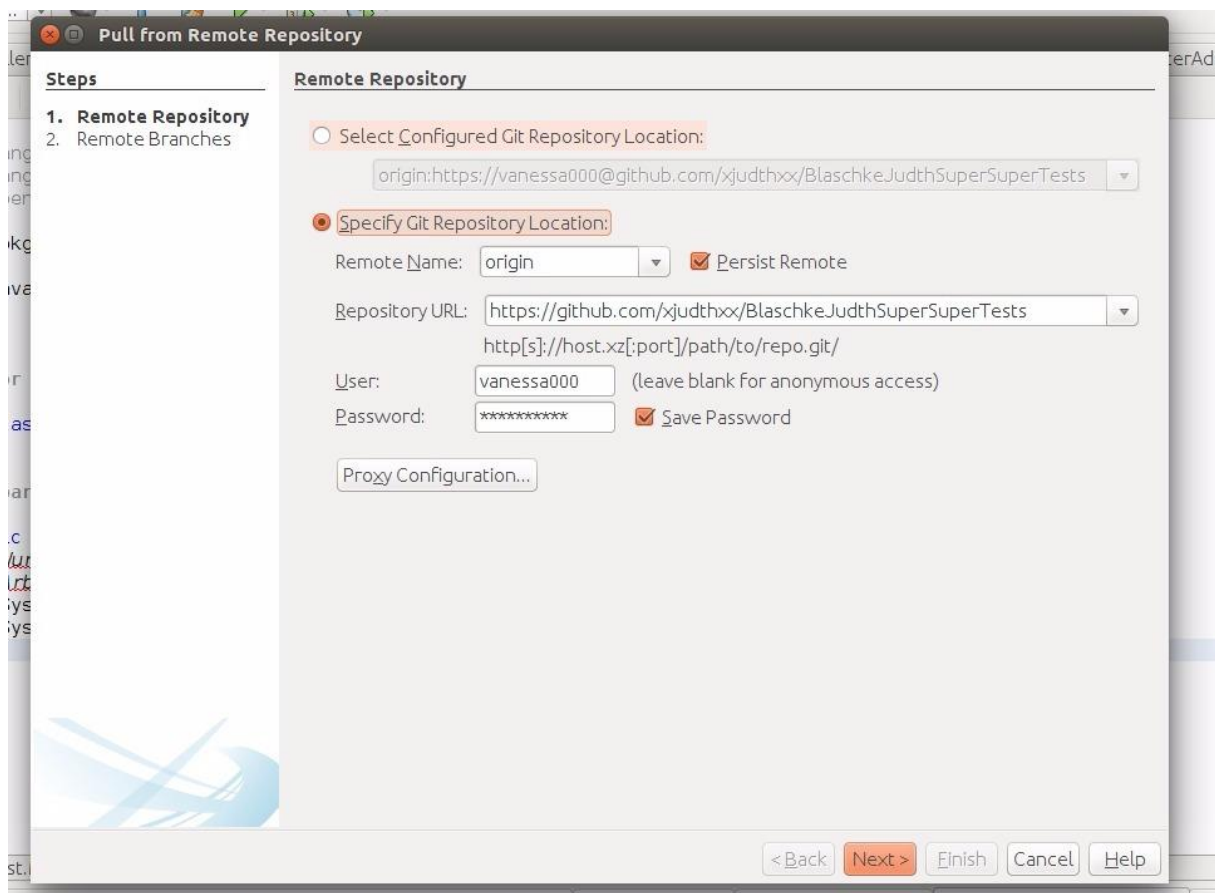 Pull from Remote Repository
Steps
1. Remote Repository
2. Remote Branches
Remote Repository
Select Configured Git Repository Location:
origin:https://vanessa000@github.com/xjudthxx/BlaschkeJudthSuperSuperTests
Specify Git Repository Location:
Remote Name: origin Persist Remote
Repository URL: https://github.com/xjudthxx/BlaschkeJudthSuperSuperTests
http[s]://host.xz[:port]/path/to/repo.git/
User: vanessa000 (leave blank for anonymous access)
Password: ********** Save Password
Proxy Configuration...
< Back Next > Finish Cancel Help